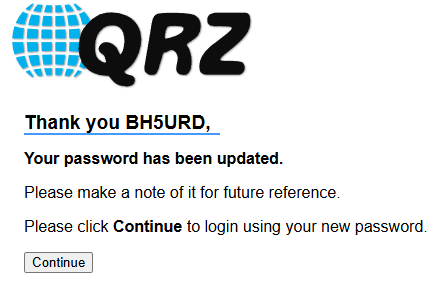 QRZ
Thank you BH5URD,
Your password has been updated.
Please make a note of it for future reference.
Please click Continue to login using your new password.
Continue